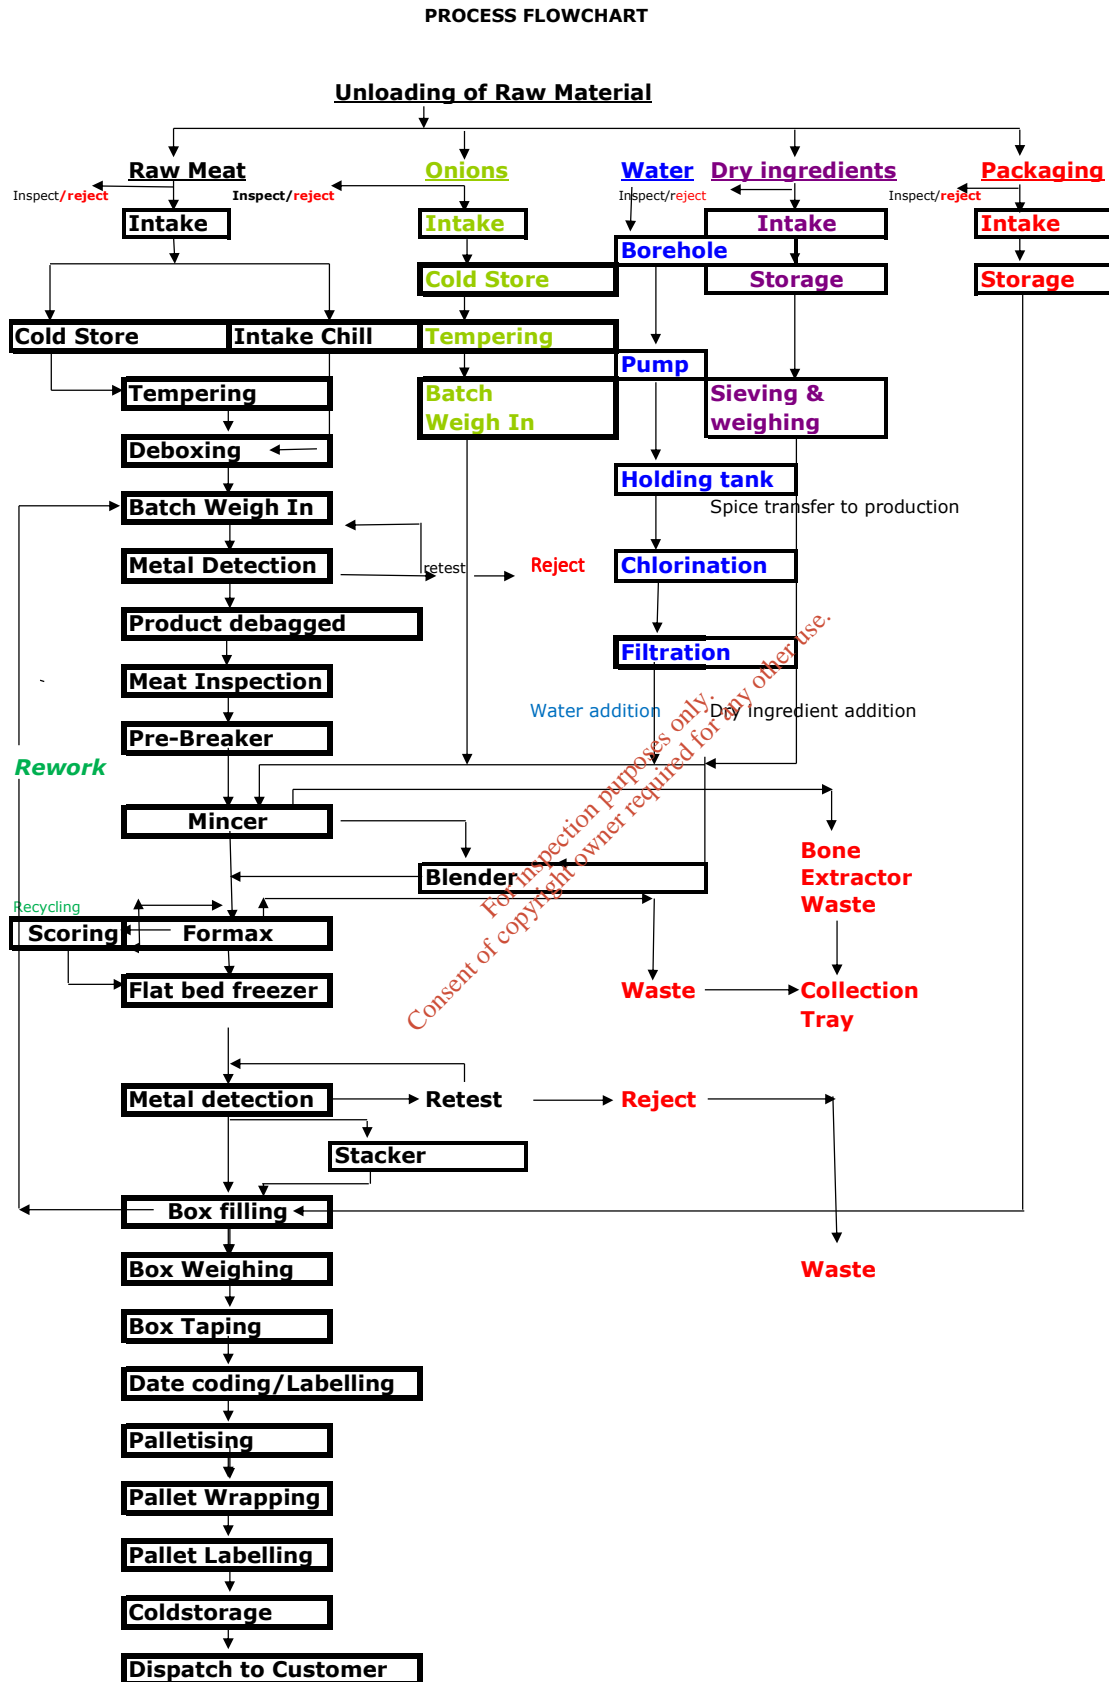 PROCESS FLOWCHART
Unloading of Raw Material
Raw Meat
Onions
Water
Dry ingredients
Packaging
Inspect/reject
Inspect/reject
Inspect/reject
Inspect/reject
Intake
Intake
Intake
Intake
Borehole
Cold Store
Storage
Storage
Cold Store
Intake Chill
Tempering
Pump
Tempering
Batch
Weigh In
Sieving &
weighing
Deboxing
Holding tank
Batch Weigh In
Spice transfer to production
Metal Detection
retest
Reject
Chlorination
Product debagged
Filtration
Meat Inspection
Water addition
Dry ingredient addition
Pre-Breaker
Rework
Mincer
Bone
Extractor
Waste
Blender
Recycling
Scoring
Formax
Flat bed freezer
Waste
Collection
Tray
Metal detection
Retest
Reject
Stacker
Box filling
Box Weighing
Waste
Box Taping
Date coding/Labelling
Palletising
Pallet Wrapping
Pallet Labelling
Coldstorage
Dispatch to Customer
For inspection purposes only.
Consent of copyright owner required for any other use.